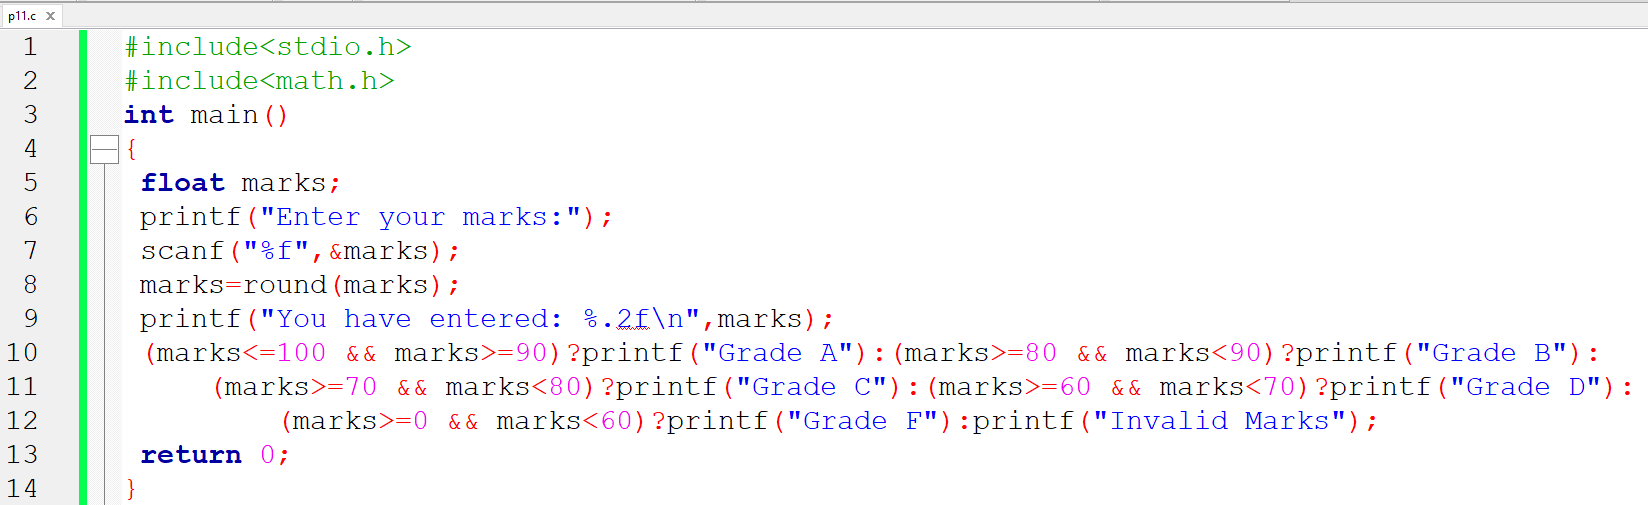 p11.c x
1 #include<stdio.h>
2 #include<math.h>
3 int main()
4 {
5 float marks;
6 printf("Enter your marks:");
7 scanf("%f",&marks);
8 marks=round(marks);
9 printf("You have entered: %.2f\n",marks);
10 (marks<=100 && marks>=90)?printf("Grade A"):(marks>=80 && marks<90)?printf("Grade B"):
11 (marks>=70 && marks<80)?printf("Grade C"):(marks>=60 && marks<70)?printf("Grade D"):
12 (marks>=0 && marks<60)?printf("Grade F"):printf("Invalid Marks");
13 return 0;
14 }